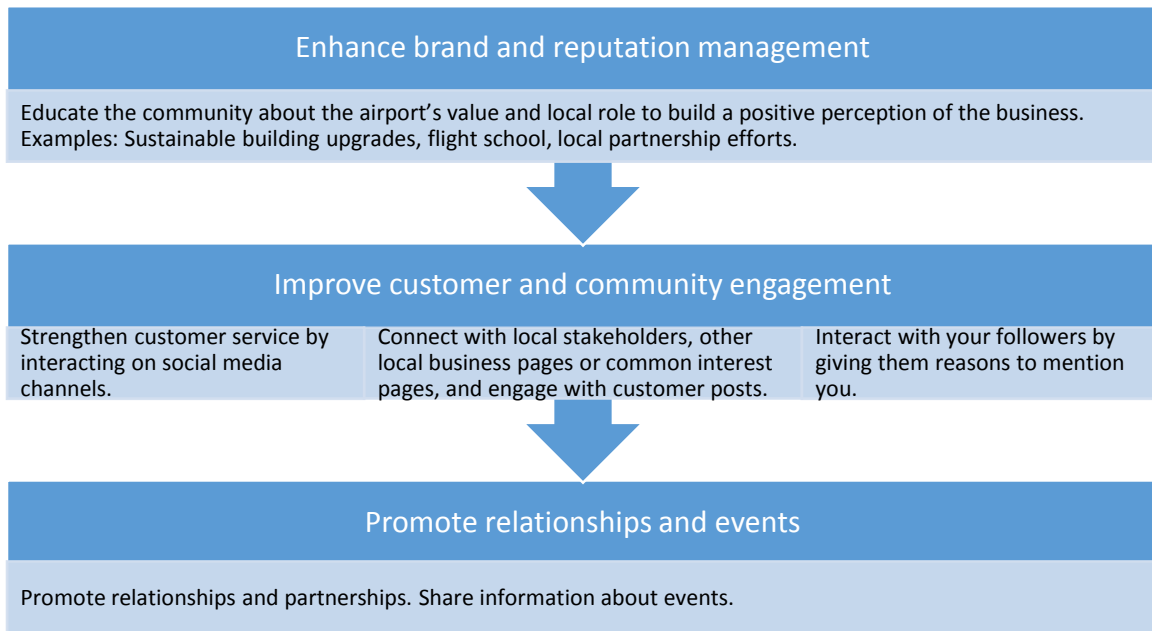 Enhance brand and reputation management
Educate the community about the airport’s value and local role to build a positive perception of the business.
Examples: Sustainable building upgrades, flight school, local partnership efforts.
Improve customer and community engagement
Strengthen customer service by
interacting on social media
channels.
Connect with local stakeholders, other
local business pages or common interest
pages, and engage with customer posts.
Interact with your followers by
giving them reasons to mention
you.
Promote relationships and events
Promote relationships and partnerships. Share information about events.